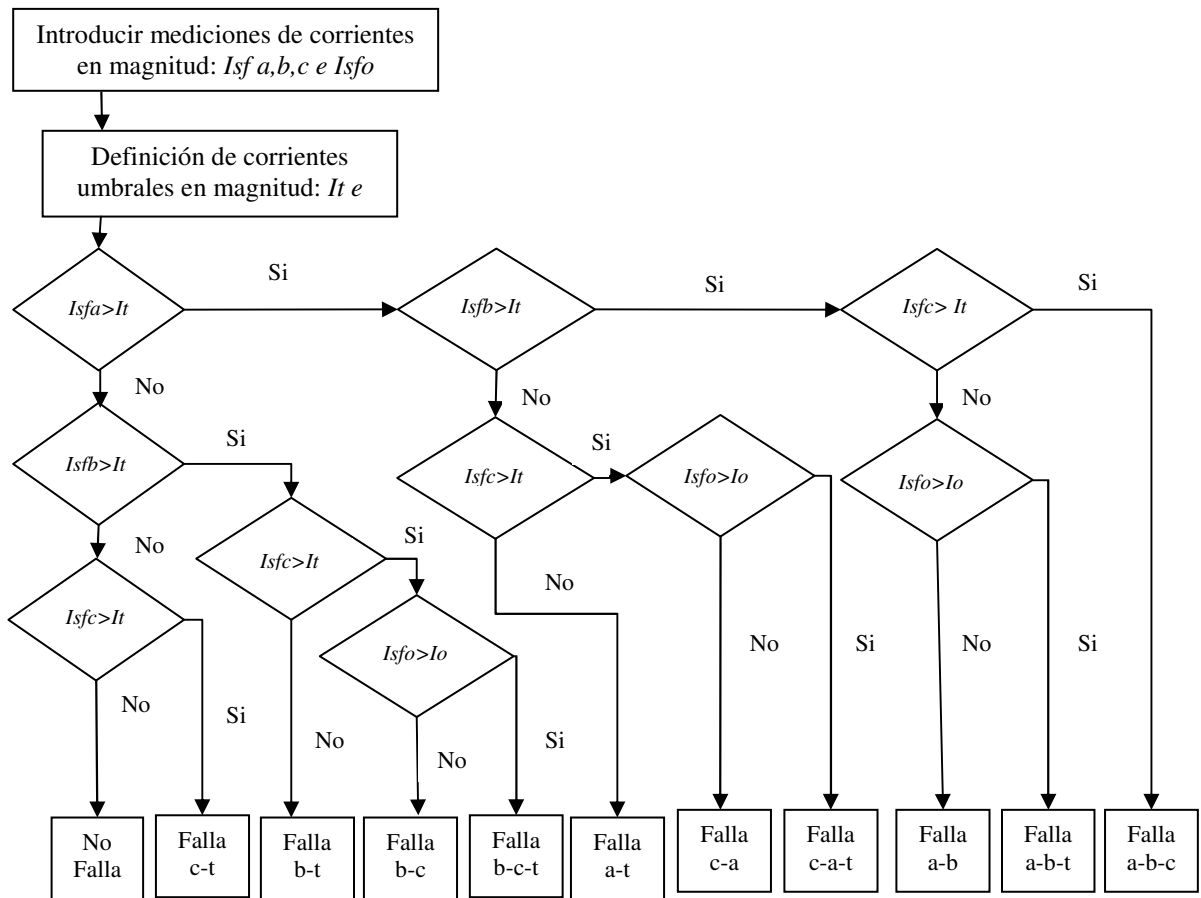 Introducir mediciones de corrientes
en magnitud: Isf a,b,c e Isfo
Definición de corrientes
umbrales en magnitud: It e
Si
Si
Si
Isfa>It
Isfb>It
Isfc> It
No
No
No
Si
Si
Isfb>It
Isfc>It
Isfo>Io
Isfo>Io
No
Si
Isfc>It
No
Isfc>It
Isfo>Io
No
Si
No
Si
No
Si
No
Si
No
No
Falla
Falla
c-t
Falla
b-t
Falla
b-c
Falla
b-c-t
Falla
a-t
Falla
c-a
Falla
c-a-t
Falla
a-b
Falla
a-b-t
Falla
a-b-c